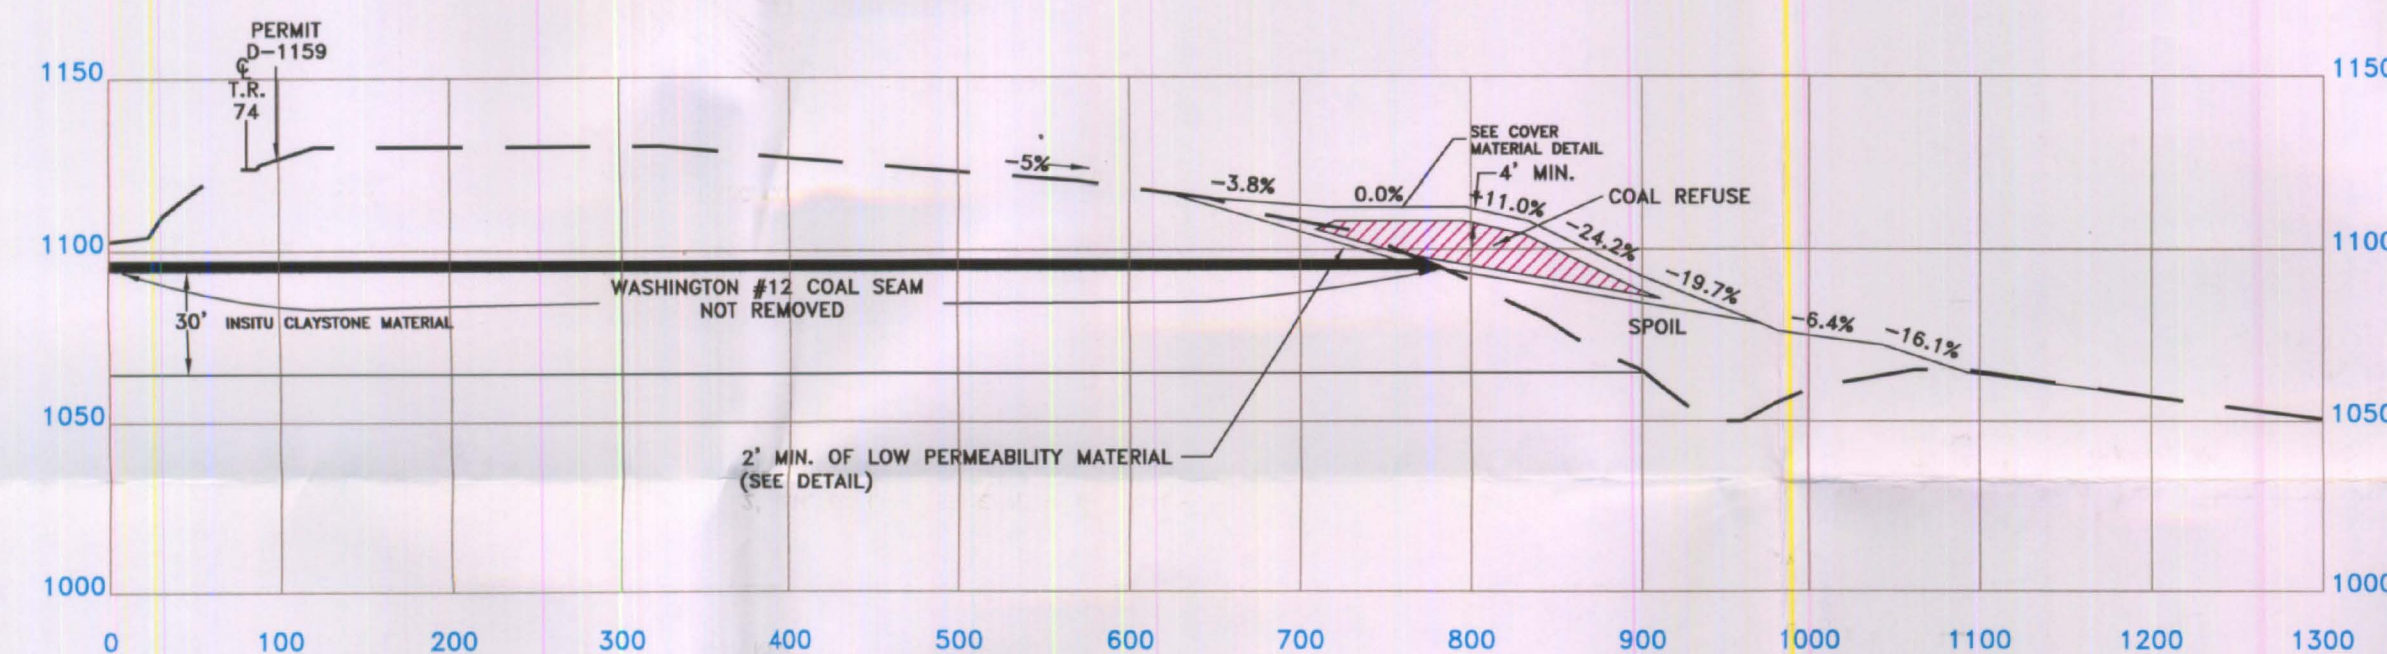 PERMIT
D-1159
℄
T.R.
74
1150
1150
SEE COVER
MATERIAL DETAIL
4' MIN.
-5%
-3.8%
0.0%
+11.0%
COAL REFUSE
-24.2%
1100
1100
-19.7%
WASHINGTON #12 COAL SEAM
NOT REMOVED
30' INSITU CLAYSTONE MATERIAL
SPOIL
-6.4%
-16.1%
1050
1050
2' MIN. OF LOW PERMEABILITY MATERIAL
(SEE DETAIL)
1000
1000
0 100 200 300 400 500 600 700 800 900 1000 1100 1200 1300